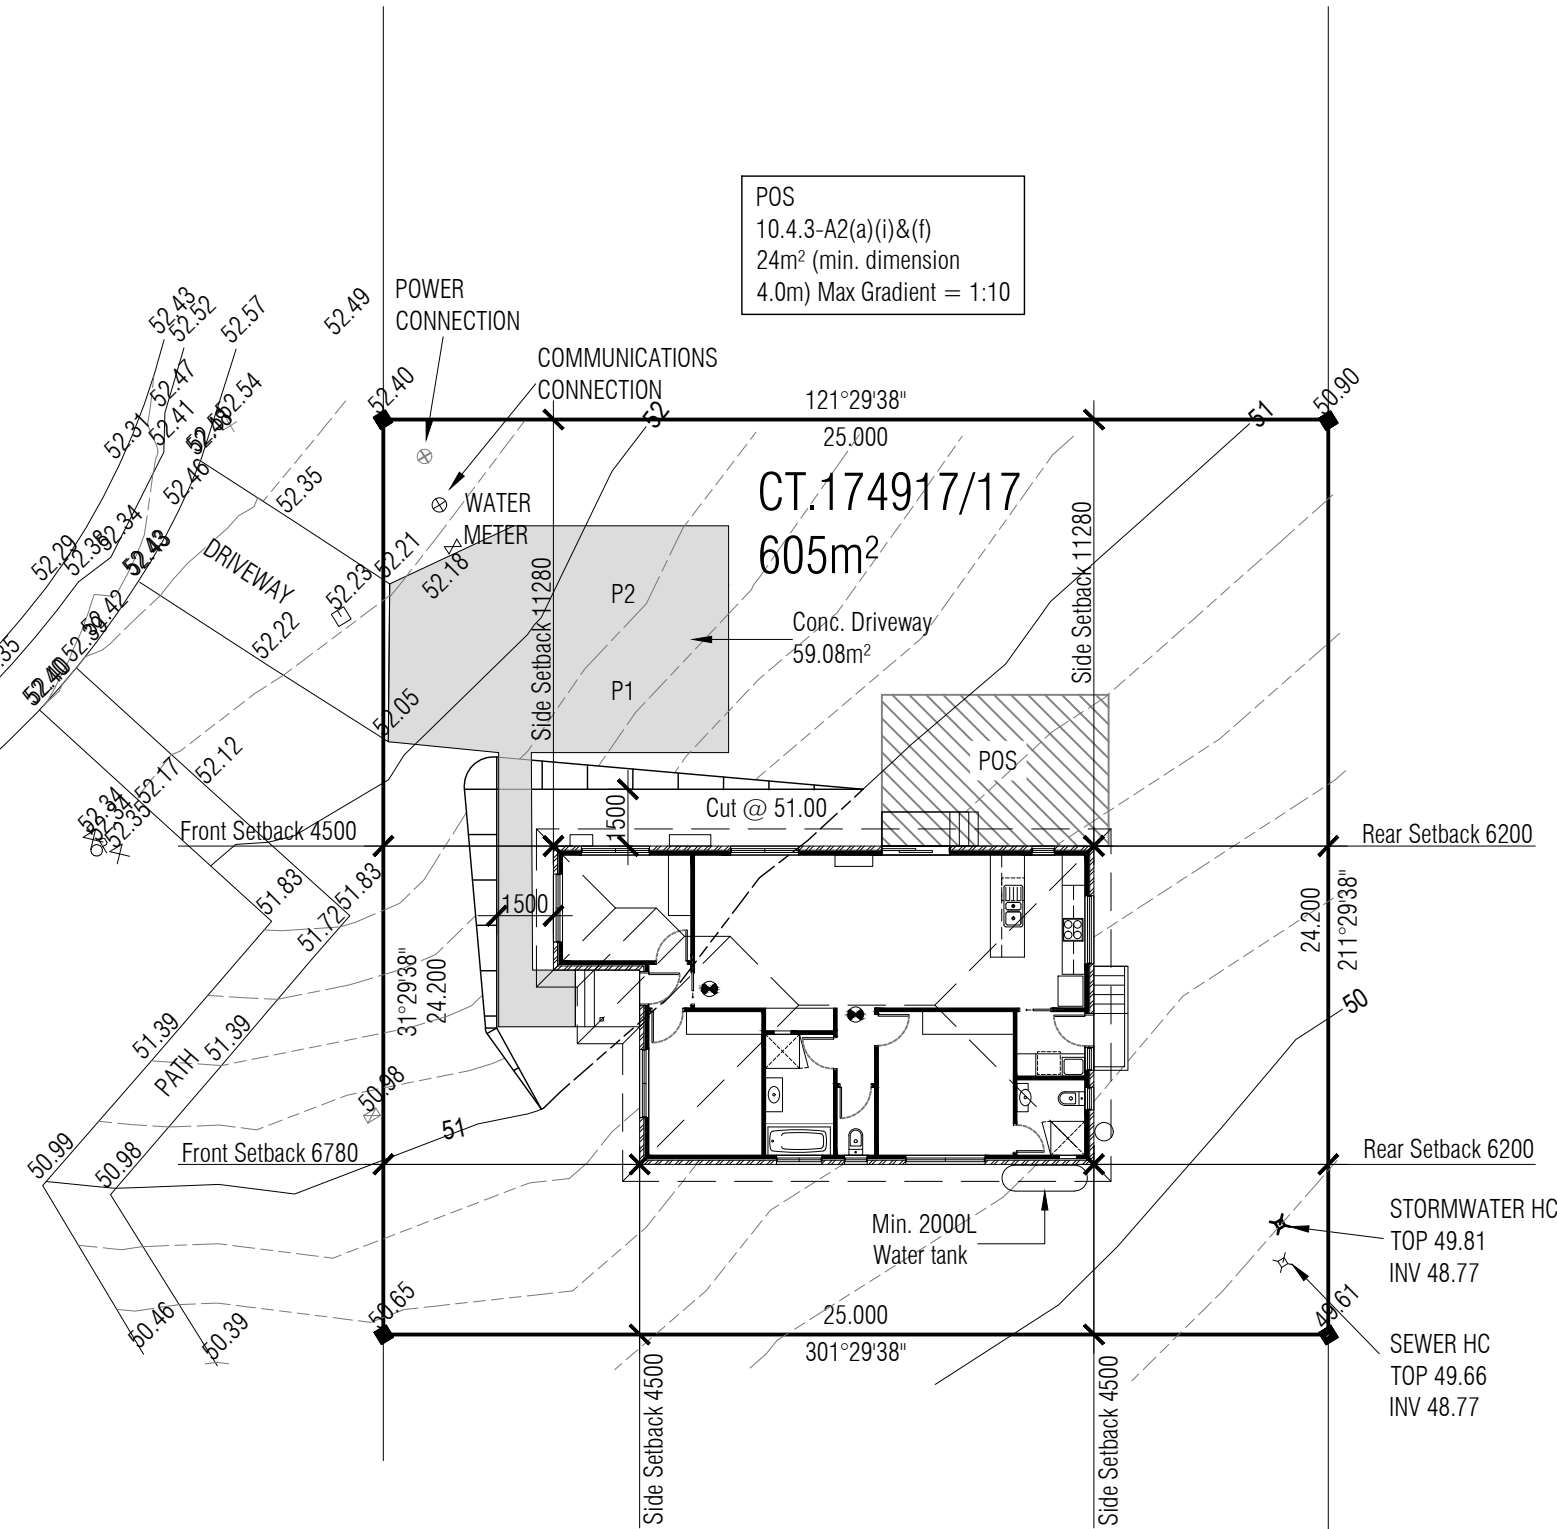 POS
10.4.3-A2(a)(i)&(f)
24m² (min. dimension
4.0m) Max Gradient = 1:10
POWER
CONNECTION
COMMUNICATIONS
CONNECTION
WATER
METER
52.43
52.52
52.57
52.49
52.47
52.54
52.40
52.31
52.41
52.48
52.46
52.35
52.34
52.29
52.38
52.43
52.21
52.23
52.18
DRIVEWAY
52.42
52.39
52.22
52.40
52.05
52.12
52.17
52.34
52.35
52
121°29'38"
25.000
51
50.90
CT.174917/17
605m²
P2
P1
Conc. Driveway
59.08m²
Side Setback 11280
Side Setback 11280
POS
Cut @ 51.00
1500
1500
Front Setback 4500
Rear Setback 6200
51.83
51.83
51.72
31°29'38"
24.200
24.200
211°29'38"
51.39
51.39
PATH
50.98
51
50
50.99
50.98
Front Setback 6780
Rear Setback 6200
Min. 2000L
Water tank
STORMWATER HC
TOP 49.81
INV 48.77
50.46
50.39
50.65
25.000
301°29'38"
49.61
SEWER HC
TOP 49.66
INV 48.77
Side Setback 4500
Side Setback 4500